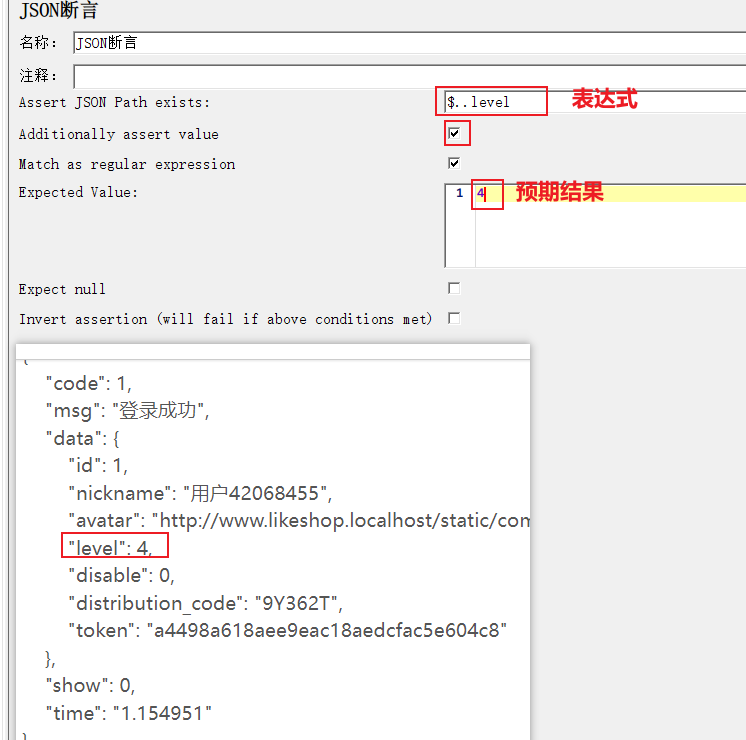 JSON断言
名称： JSON断言
注释：
Assert JSON Path exists: $..level 表达式
Additionally assert value
Match as regular expression
Expected Value: 1 4 预期结果
Expect null
Invert assertion (will fail if above conditions met)
"code": 1,
"msg": "登录成功",
"data": {
"id": 1,
"nickname": "用户42068455",
"avatar": "http://www.likeshop.localhost/static/com
"level": 4,
"disable": 0,
"distribution_code": "9Y362T",
"token": "a4498a618aee9eac18aedcfac5e604c8"
},
"show": 0,
"time": "1.154951"
}